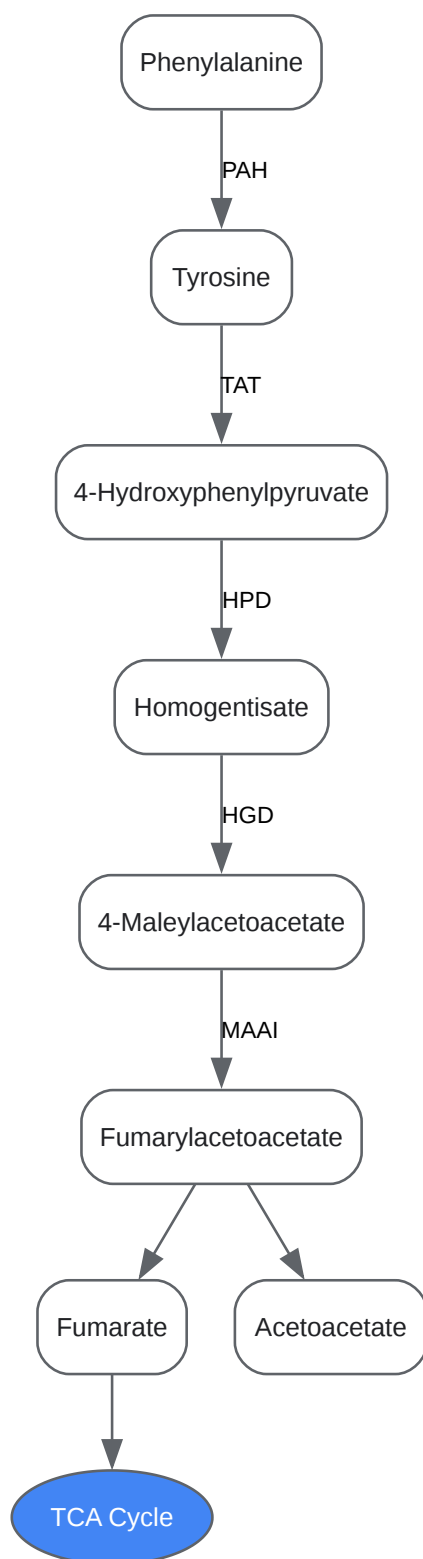 Phenylalanine
PAH
Tyrosine
TAT
4-Hydroxyphenylpyruvate
HPD
Homogentisate
HGD
4-Maleylacetoacetate
MAAI
Fumarylacetoacetate
Fumarate
Acetoacetate
TCA Cycle